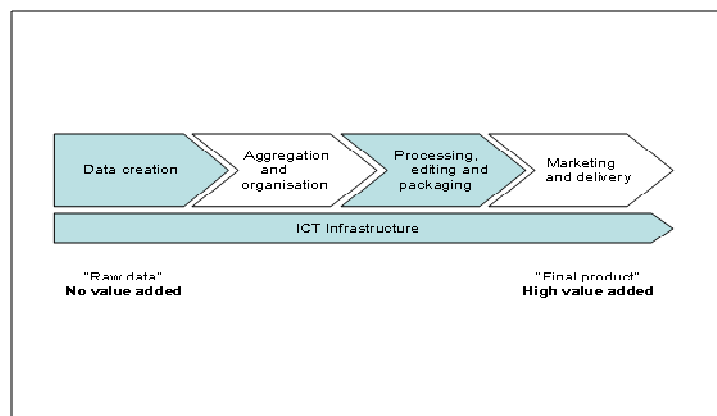 Data creation
Aggregation
and
organisation
Processing,
editing and
packaging
Marketing
and delivery
ICT Infrastructure
"Raw data"
No value added
"Final product"
High value added